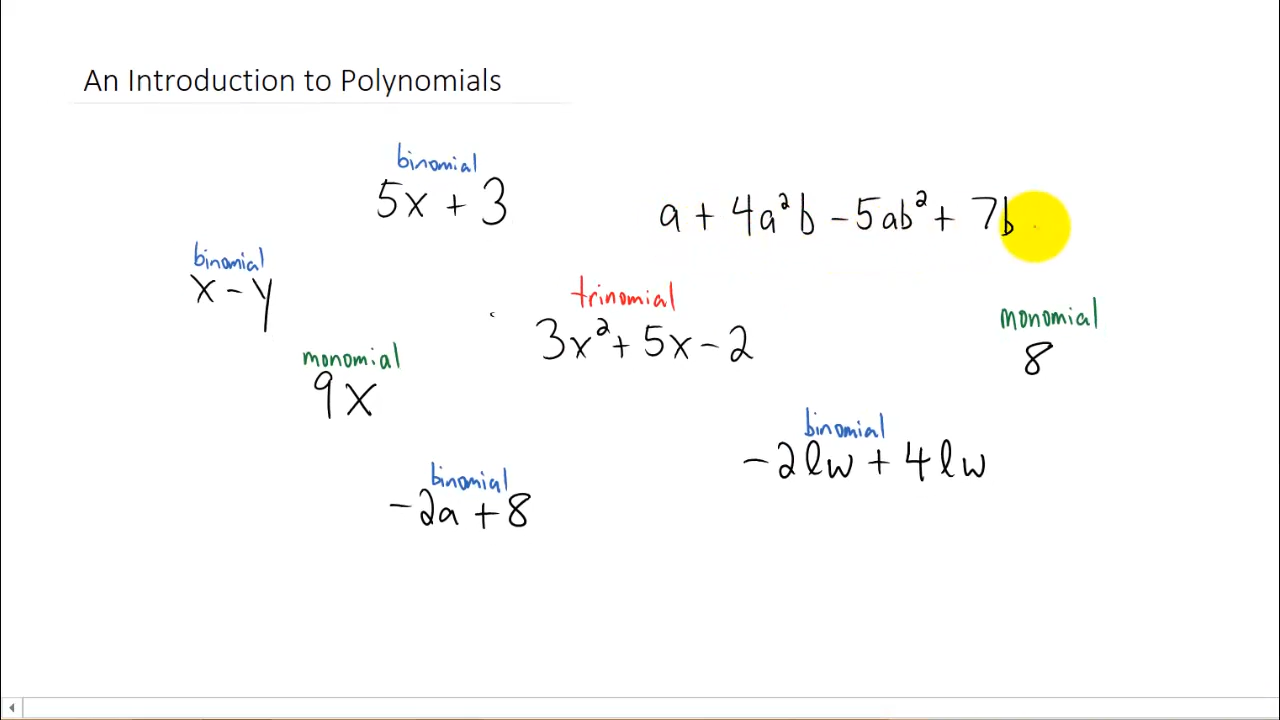 An Introduction to Polynomials
binomial
5x + 3
a + 4a²b - 5ab² + 7b
binomial
x - y
trinomial
3x² + 5x - 2
monomial
8
monomial
9x
binomial
-2lw + 4lw
binomial
-2a + 8